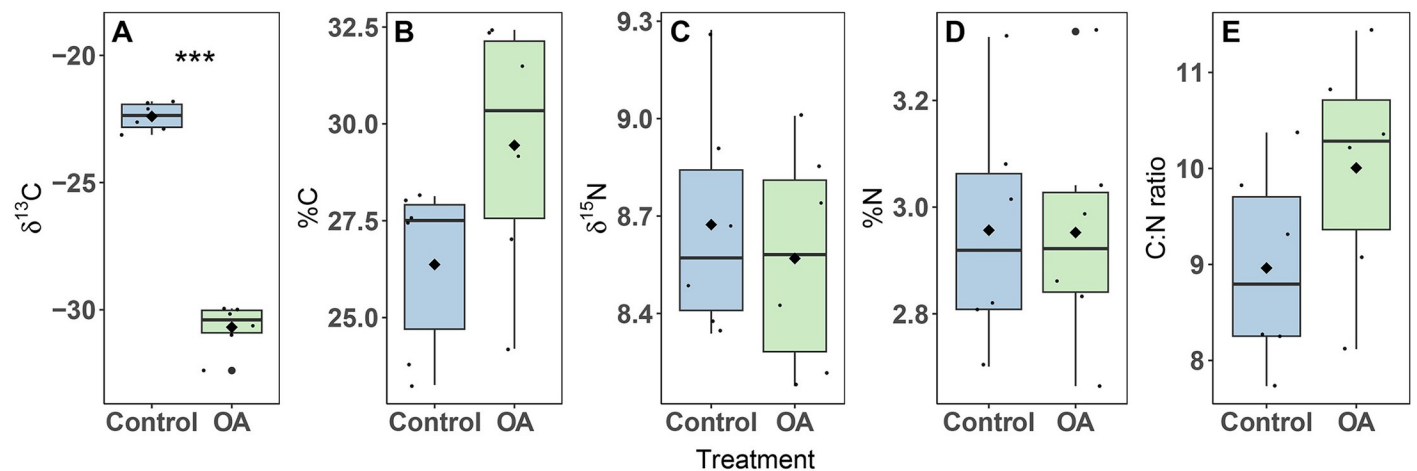 A
δ13C
−20
−25
−30
***
Control OA
B
%C
32.5
30.0
27.5
25.0
Control OA
C
δ15N
9.3
9.0
8.7
8.4
Control OA
D
%N
3.2
3.0
2.8
Control OA
E
C:N ratio
11
10
9
8
Control OA
Treatment